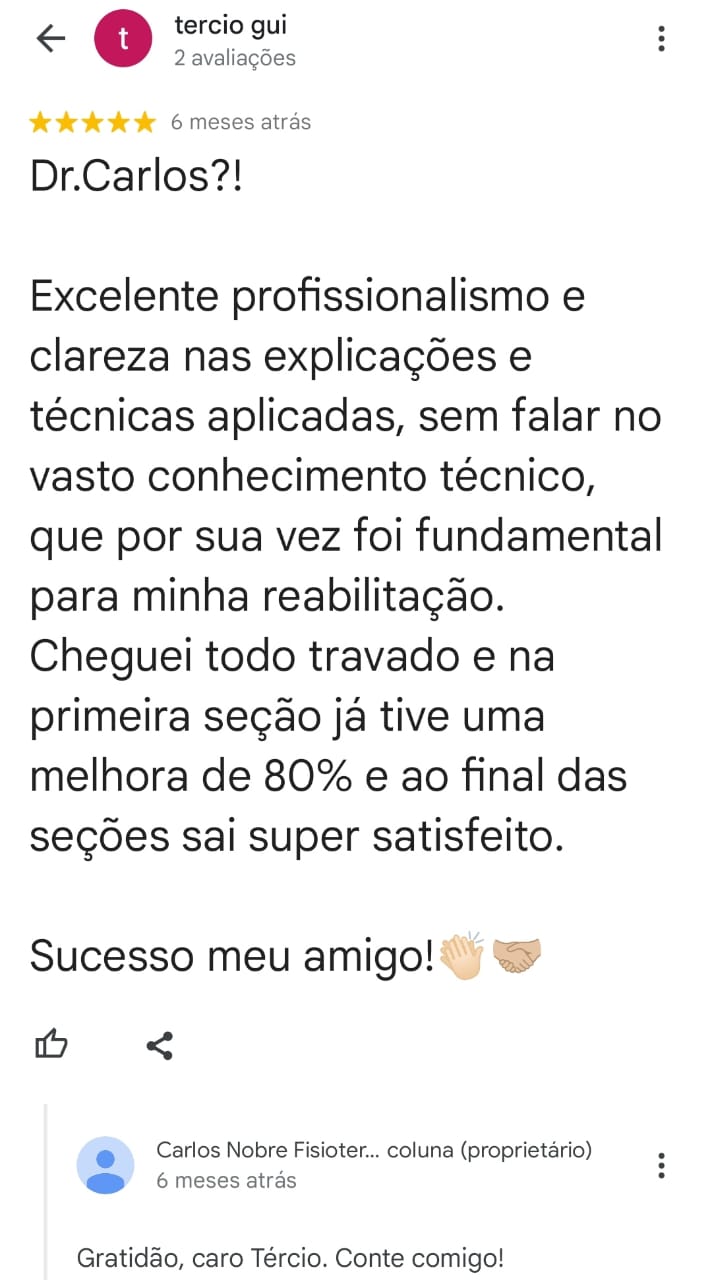 t
tercio gui
2 avaliações
6 meses atrás
Dr.Carlos?!
Excelente profissionalismo e
clareza nas explicações e
técnicas aplicadas, sem falar no
vasto conhecimento técnico,
que por sua vez foi fundamental
para minha reabilitação.
Cheguei todo travado e na
primeira seção já tive uma
melhora de 80% e ao final das
seções sai super satisfeito.
Sucesso meu amigo!👏🏼🤝🏼
Carlos Nobre Fisioter... coluna (proprietário)
6 meses atrás
Gratidão, caro Tércio. Conte comigo!